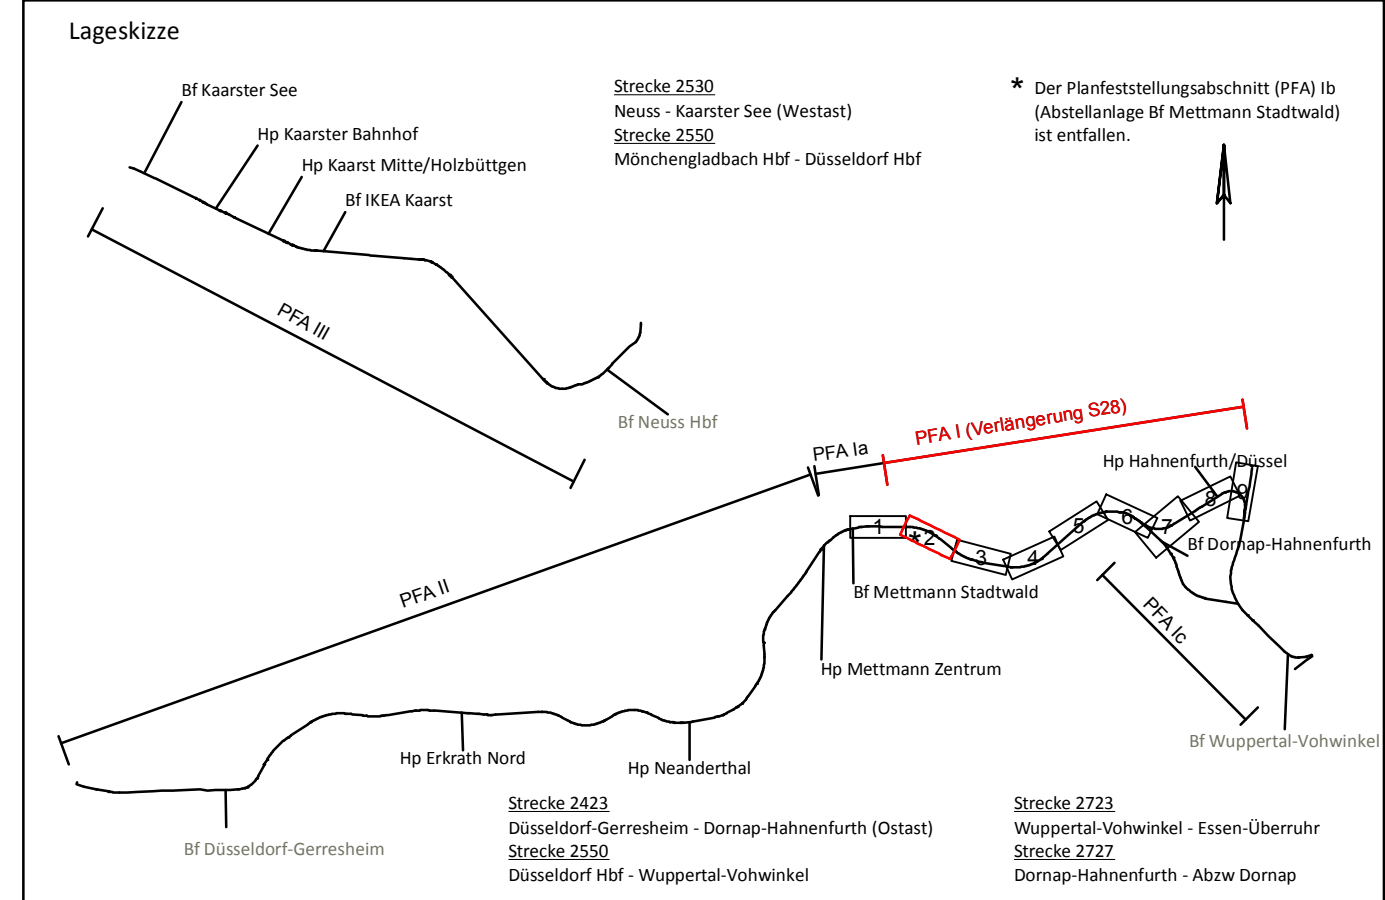 Lageskizze
Bf Kaarster See
Hp Kaarster Bahnhof
Hp Kaarst Mitte/Holzbüttgen
Bf IKEA Kaarst
Strecke 2530
Neuss - Kaarster See (Westast)
Strecke 2550
Mönchengladbach Hbf - Düsseldorf Hbf
* Der Planfeststellungsabschnitt (PFA) Ib
(Abstellanlage Bf Mettmann Stadtwald)
ist entfallen.
PFA III
Bf Neuss Hbf
PFA Ia
PFA I (Verlängerung S28)
Hp Hahnenfurth/Düssel
1
* 2
3
4
5
6
7
8
9
Bf Dornap-Hahnenfurth
Bf Mettmann Stadtwald
PFA II
PFA Ic
Hp Mettmann Zentrum
Bf Wuppertal-Vohwinkel
Hp Erkrath Nord
Hp Neanderthal
Bf Düsseldorf-Gerresheim
Strecke 2423
Düsseldorf-Gerresheim - Dornap-Hahnenfurth (Ostast)
Strecke 2550
Düsseldorf Hbf - Wuppertal-Vohwinkel
Strecke 2723
Wuppertal-Vohwinkel - Essen-Überruhr
Strecke 2727
Dornap-Hahnenfurth - Abzw Dornap